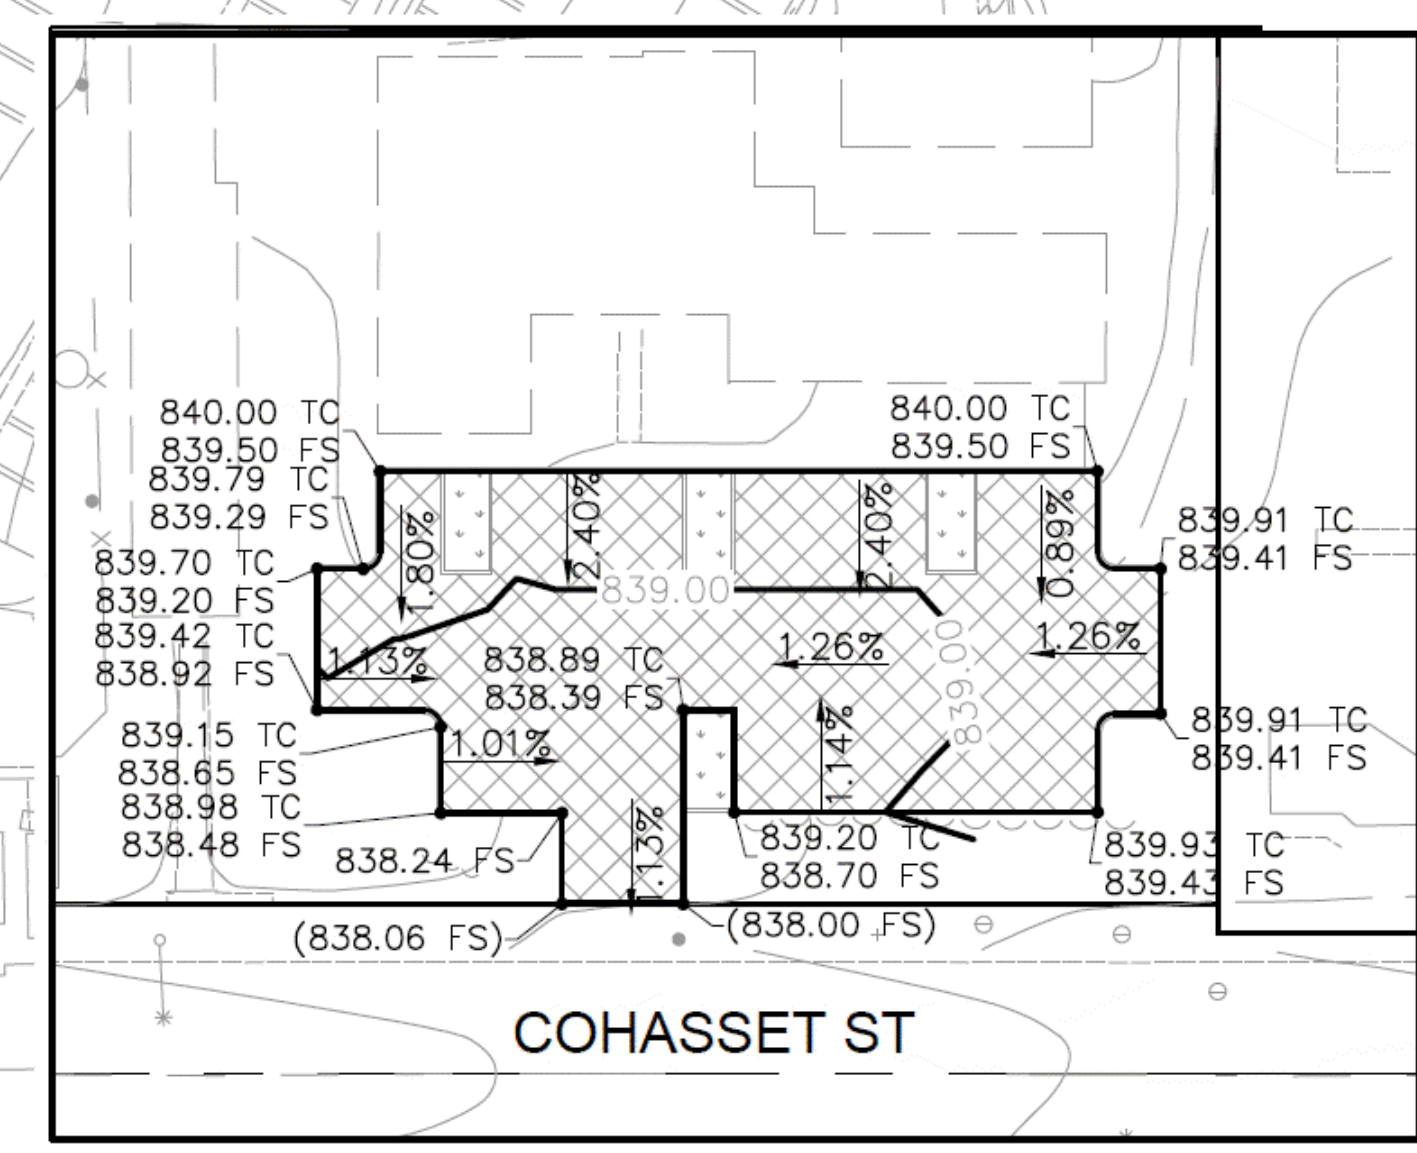 840.00 TC
839.50 FS
839.79 TC
839.29 FS
839.70 TC
839.20 FS
839.42 TC
838.92 FS
839.15 TC
838.65 FS
838.98 TC
838.48 FS
838.24 FS
(838.06 FS)
1.80%
2.40%
839.00
1.13%
838.89 TC
838.39 FS
1.01%
1.13%
840.00 TC
839.50 FS
2.40%
0.89%
1.26%
1.26%
839.00
1.14%
839.91 TC
839.41 FS
839.91 TC
839.41 FS
839.20 TC
838.70 FS
839.93 TC
839.43 FS
(838.00 FS)
COHASSET ST